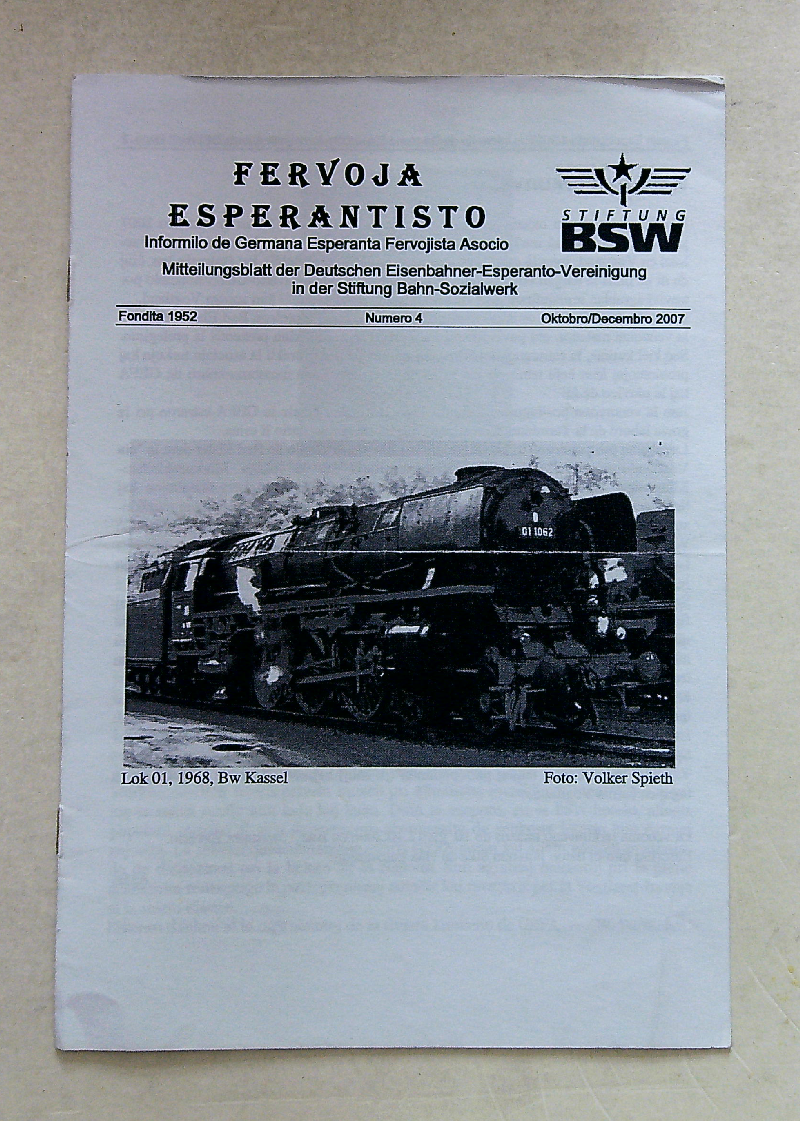 FERVOJA
ESPERANTISTO
Informilo de Germana Esperanta Fervojista Asocio
STIFTUNG
BSW
Mitteilungsblatt der Deutschen Eisenbahner-Esperanto-Vereinigung
in der Stiftung Bahn-Sozialwerk
Fondita 1952 Numero 4 Oktobro/Decembro 2007
01 1062
Lok 01, 1968, Bw Kassel Foto: Volker Spieth